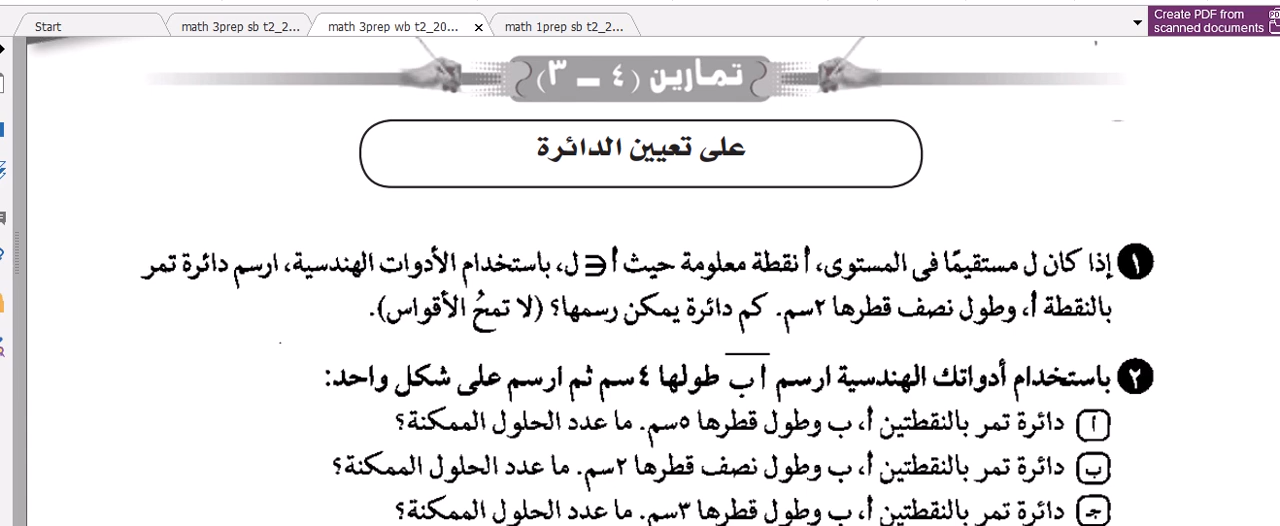 Start
math 3prep sb t2_2...
math 3prep wb t2_20...
math 1prep sb t2_2...
Create PDF from
scanned documents
تمارين (٤ - ٣)
على تعيين الدائرة
١ إذا كان ل مستقيمًا فى المستوى، أ نقطة معلومة حيث أ ∈ ل، باستخدام الأدوات الهندسية، ارسم دائرة تمر
بالنقطة أ، وطول نصف قطرها ٢سم. كم دائرة يمكن رسمها؟ (لا تمحُ الأقواس).
٢ باستخدام أدواتك الهندسية ارسم أ ب طولها ٤سم ثم ارسم على شكل واحد:
أ دائرة تمر بالنقطتين أ، ب وطول قطرها ٥سم. ما عدد الحلول الممكنة؟
ب دائرة تمر بالنقطتين أ، ب وطول نصف قطرها ٢سم. ما عدد الحلول الممكنة؟
جـ دائرة تمر بالنقطتين أ، ب وطول قطرها ٣سم. ما عدد الحلول الممكنة؟